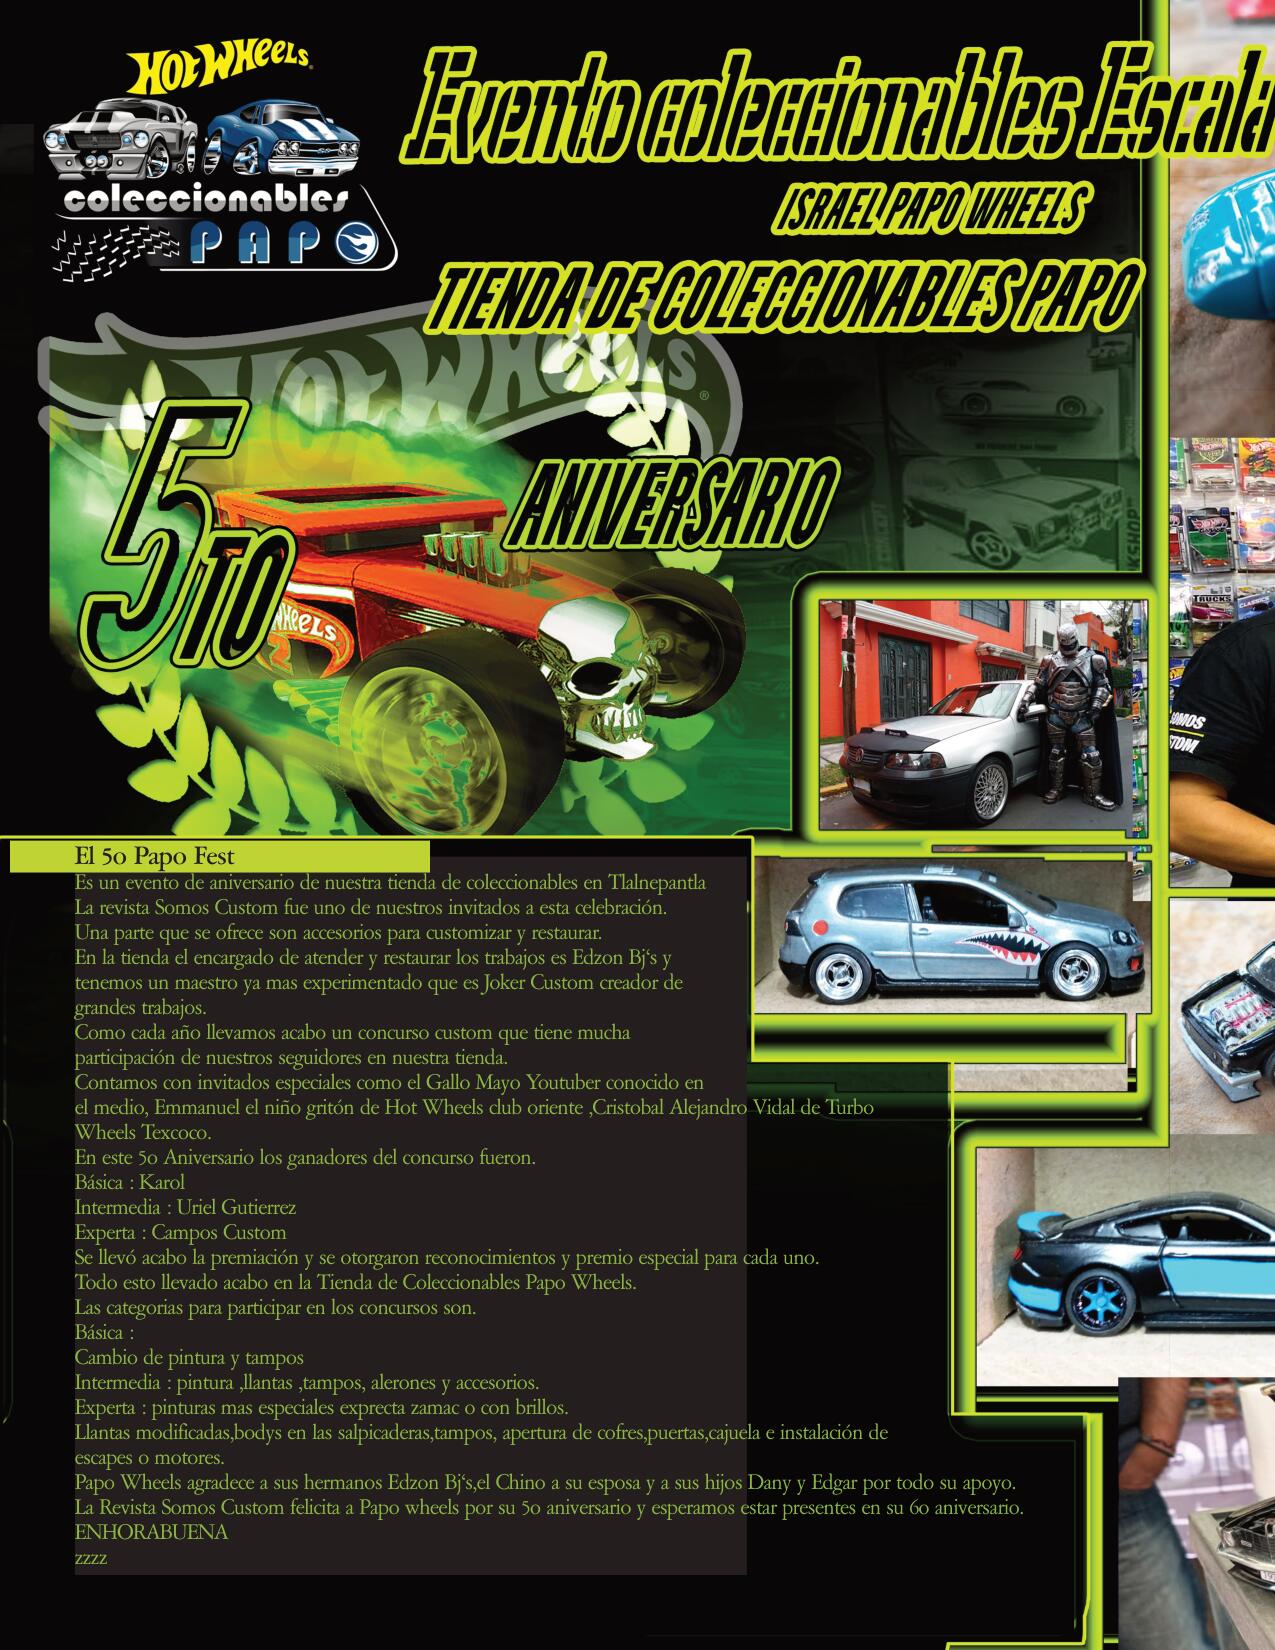 HOT WHEELS
coleccionables
PAPO
Evento coleccionables Escala
ISRAEL PAPO WHEELS
TIENDA DE COLECCIONABLES PAPO
HOT WHEELS
5TO
ANIVERSARIO
WHEELS
TRUCKS
CLASSICS
SOMOS
TOM
El 5o Papo Fest
Es un evento de aniversario de nuestra tienda de coleccionables en Tlalnepantla
La revista Somos Custom fue uno de nuestros invitados a esta celebración.
Una parte que se ofrece son accesorios para customizar y restaurar.
En la tienda el encargado de atender y restaurar los trabajos es Edzon Bj‘s y
tenemos un maestro ya mas experimentado que es Joker Custom creador de
grandes trabajos.
Como cada año llevamos acabo un concurso custom que tiene mucha
participación de nuestros seguidores en nuestra tienda.
Contamos con invitados especiales como el Gallo Mayo Youtuber conocido en
el medio, Emmanuel el niño gritón de Hot Wheels club oriente ,Cristobal Alejandro Vidal de Turbo
Wheels Texcoco.
En este 5o Aniversario los ganadores del concurso fueron.
Básica : Karol
Intermedia : Uriel Gutierrez
Experta : Campos Custom
Se llevó acabo la premiación y se otorgaron reconocimientos y premio especial para cada uno.
Todo esto llevado acabo en la Tienda de Coleccionables Papo Wheels.
Las categorias para participar en los concursos son.
Básica :
Cambio de pintura y tampos
Intermedia : pintura ,llantas ,tampos, alerones y accesorios.
Experta : pinturas mas especiales exprecta zamac o con brillos.
Llantas modificadas,bodys en las salpicaderas,tampos, apertura de cofres,puertas,cajuela e instalación de
escapes o motores.
Papo Wheels agradece a sus hermanos Edzon Bj‘s,el Chino a su esposa y a sus hijos Dany y Edgar por todo su apoyo.
La Revista Somos Custom felicita a Papo wheels por su 5o aniversario y esperamos estar presentes en su 6o aniversario.
ENHORABUENA
zzzz